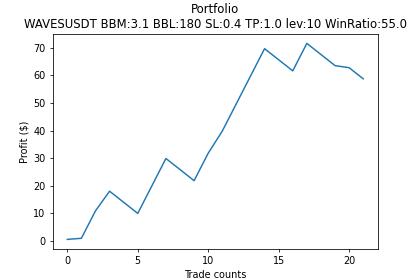 Portfolio
WAVESUSDT BBM:3.1 BBL:180 SL:0.4 TP:1.0 lev:10 WinRatio:55.0
70
60
50
40
30
20
10
0
Profit ($)
0 5 10 15 20
Trade counts